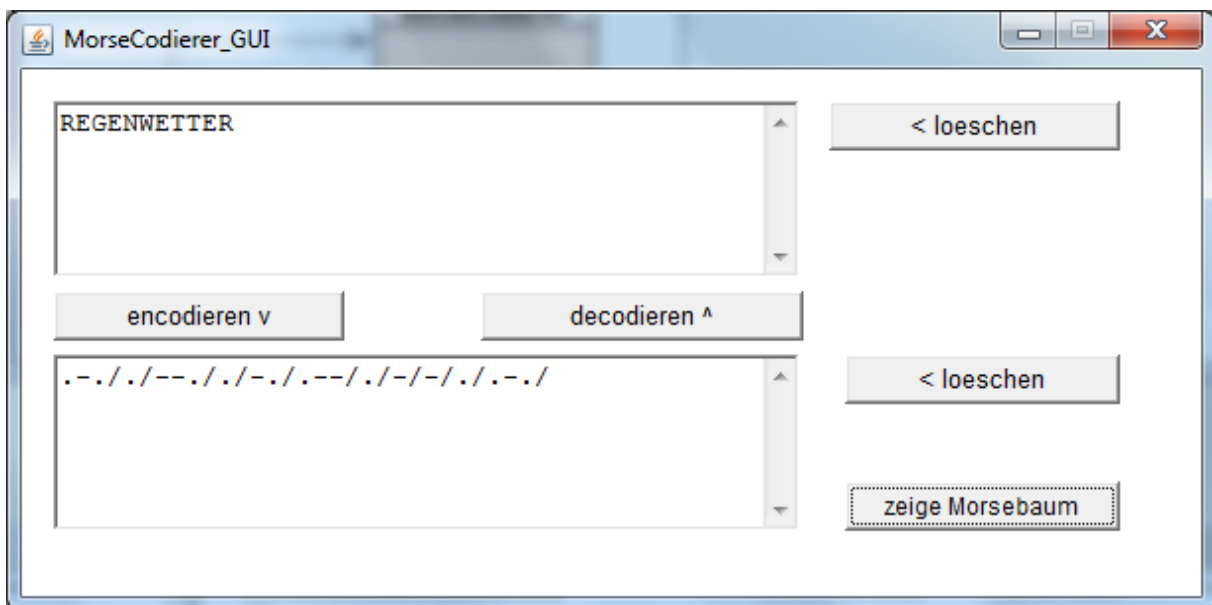 MorseCodierer_GUI
REGENWETTER
< loeschen
encodieren v
decodieren ^
.-././--././-./.--/./-/-/./.-./
< loeschen
zeige Morsebaum